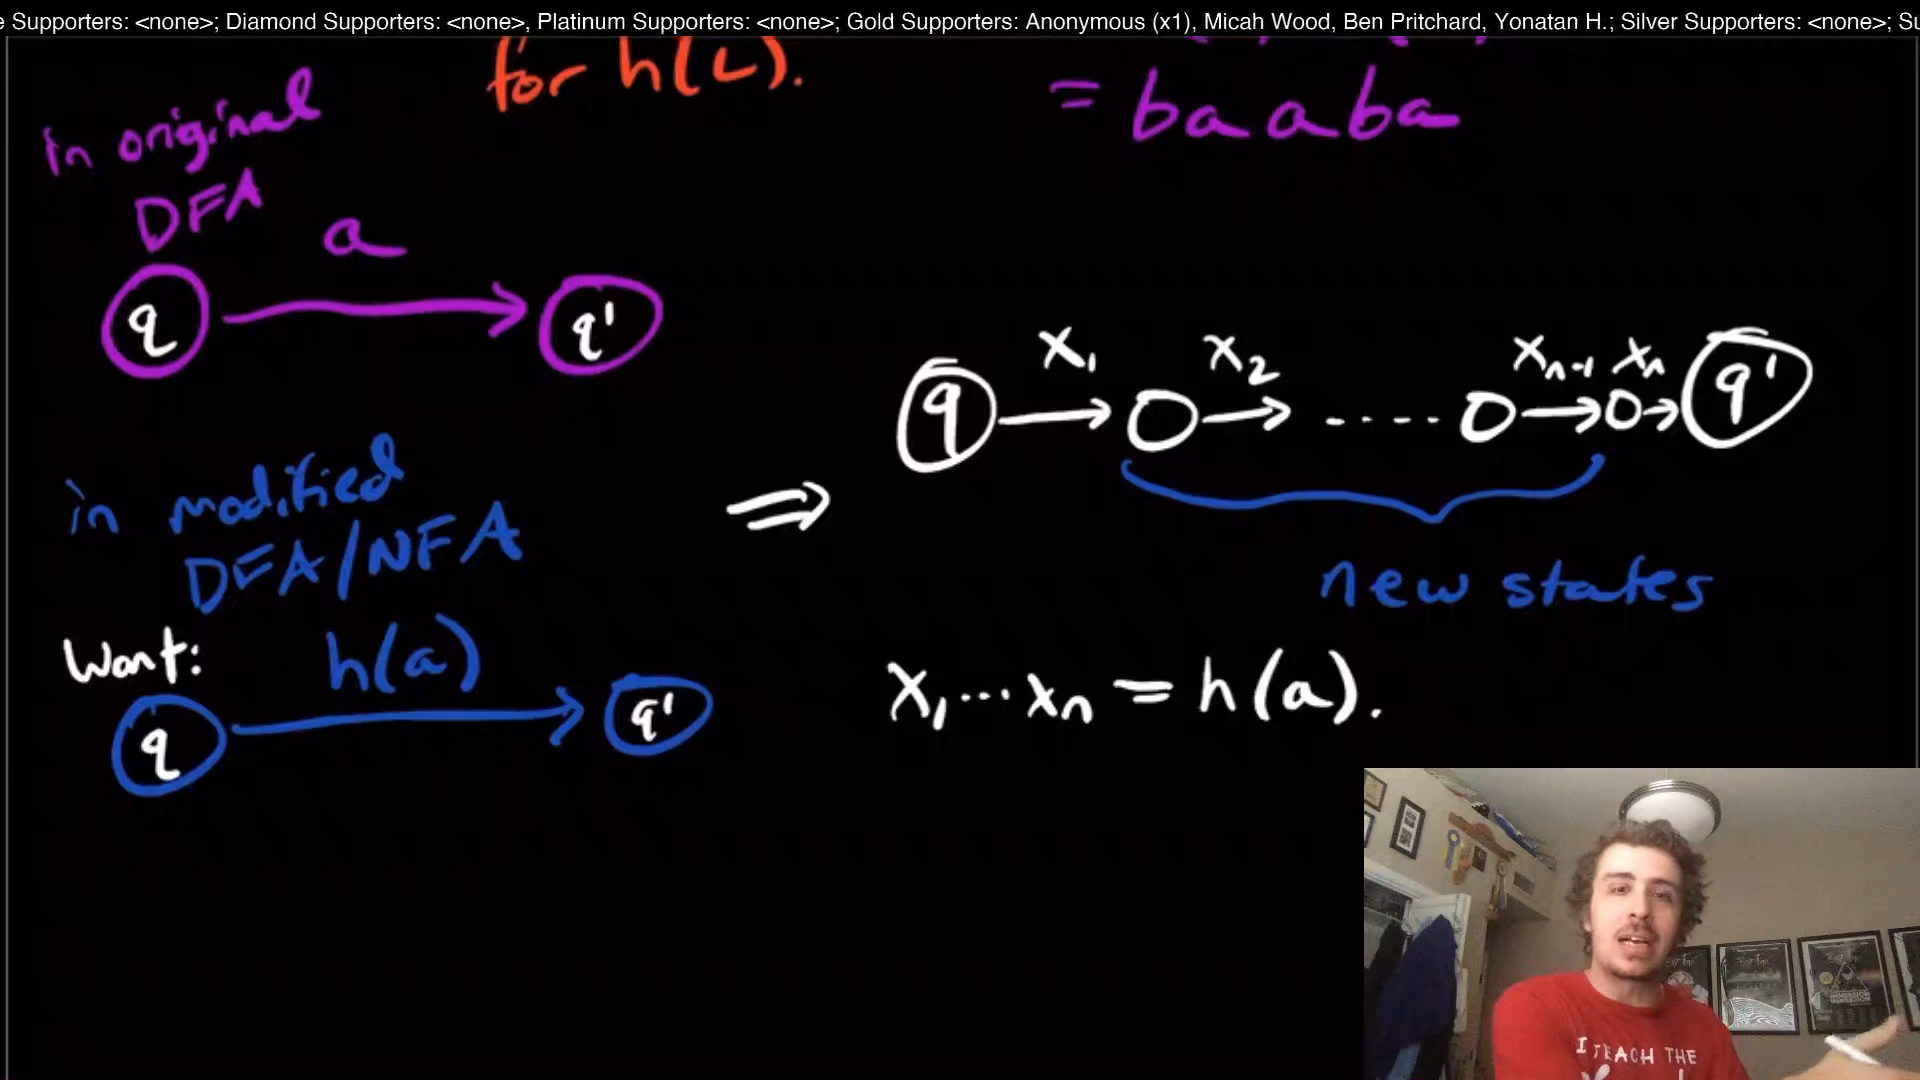 e Supporters: <none>; Diamond Supporters: <none>, Platinum Supporters: <none>; Gold Supporters: Anonymous (x1), Micah Wood, Ben Pritchard, Yonatan H.; Silver Supporters: <none>; Su
for h(L).
= baaaba
in original
DFA
a
q
q'
x₁ x₂ xₙ₋₁ xₙ
q ..... q'
in modified
DFA/NFA
⇒
new states
Want:
h(a)
q
q'
x₁...xₙ = h(a).
I TEACH THE